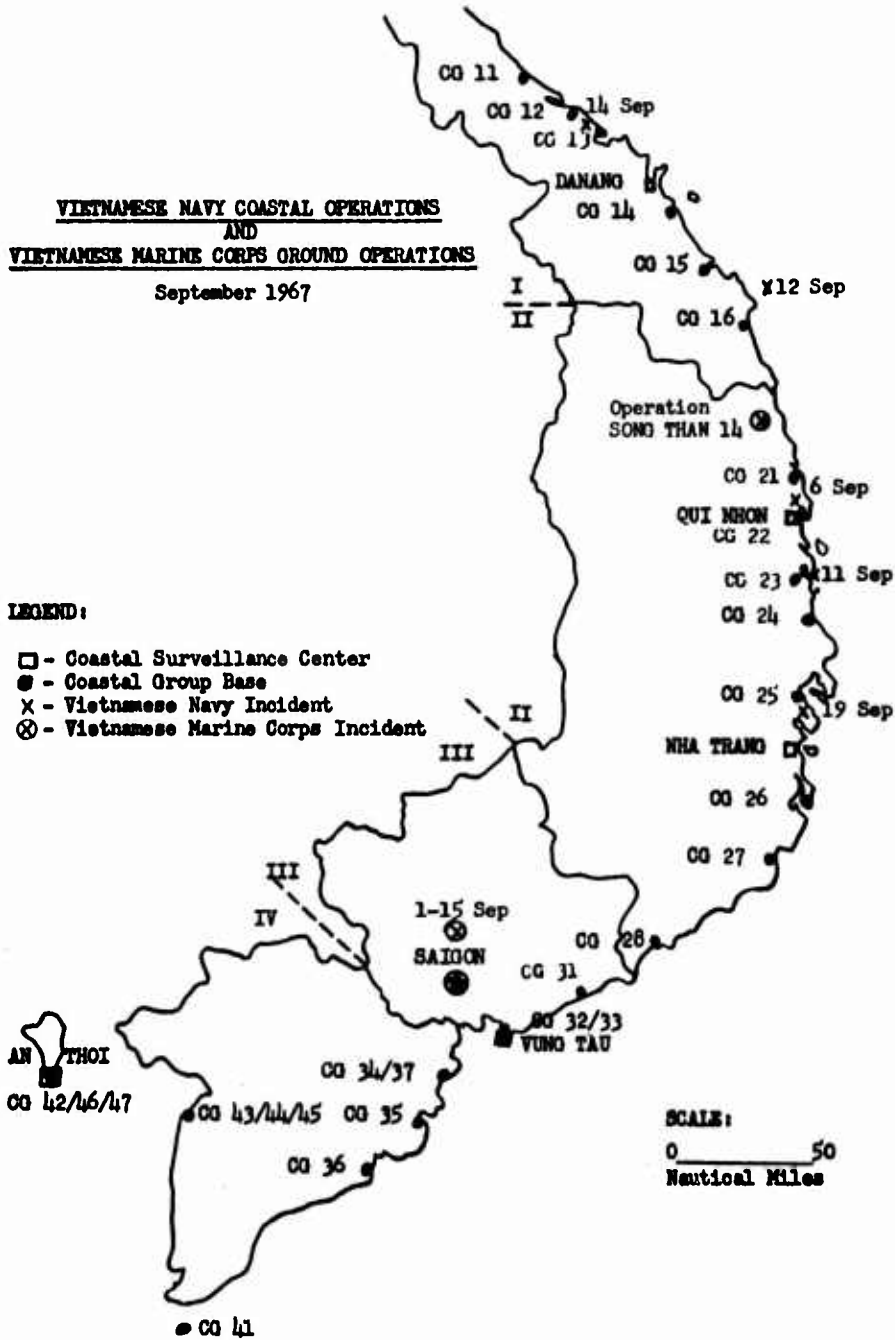 CG 11
CG 12
14 Sep
CG 13
DANANG
CG 14
VIETNAMESE NAVY COASTAL OPERATIONS
AND
VIETNAMESE MARINE CORPS GROUND OPERATIONS
September 1967
CG 15
12 Sep
I
II
CG 16
Operation
SONG THAN 14
CG 21
6 Sep
QUI NHON
CG 22
CG 23
11 Sep
CG 24
LEGEND:
- Coastal Surveillance Center
- Coastal Group Base
X - Vietnamese Navy Incident
- Vietnamese Marine Corps Incident
CG 25
19 Sep
II
III
NHA TRANG
CG 26
CG 27
III
IV
1-15 Sep
SAIGON
CG 28
CG 31
CG 32/33
VUNG TAU
AN THOI
CG 42/46/47
CG 34/37
CG 43/44/45
CG 35
CG 36
SCALE:
0 50
Nautical Miles
CG 41